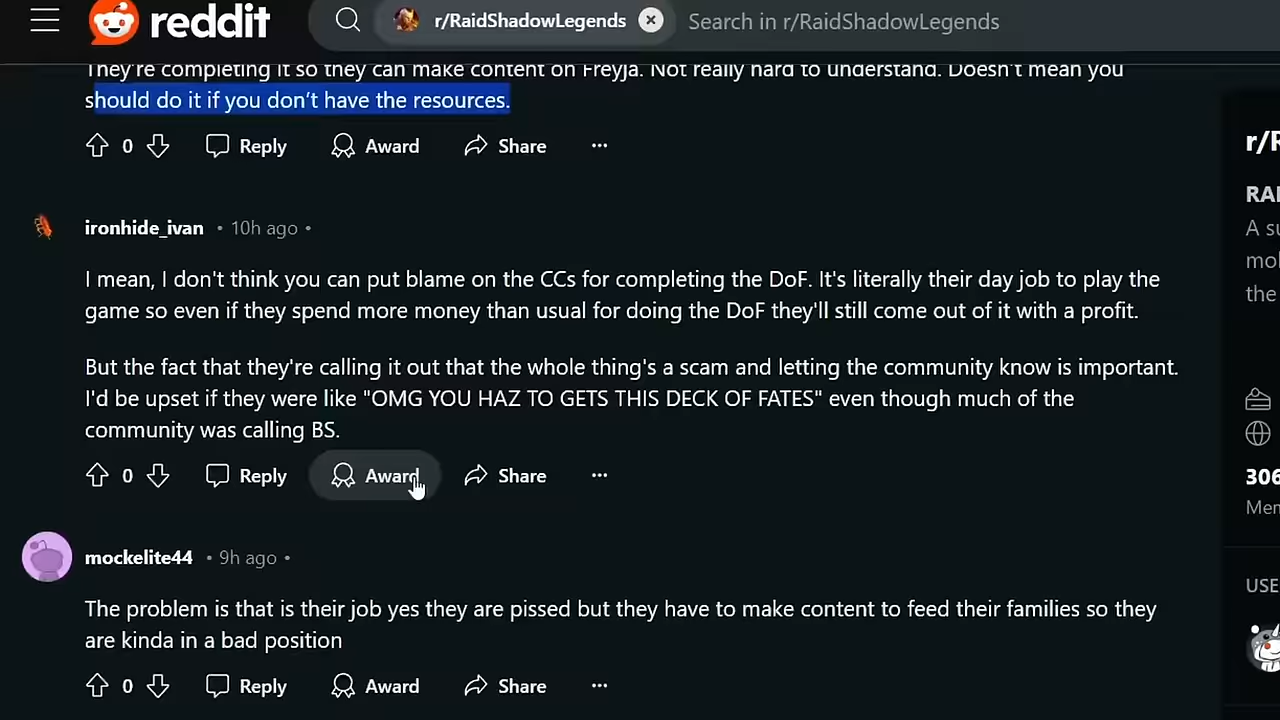 reddit
r/RaidShadowLegends
Search in r/RaidShadowLegends
They're completing it so they can make content on Freyja. Not really hard to understand. Doesn't mean you
should do it if you don’t have the resources.
0 Reply Award Share
ironhide_ivan • 10h ago •
I mean, I don't think you can put blame on the CCs for completing the DoF. It's literally their day job to play the
game so even if they spend more money than usual for doing the DoF they'll still come out of it with a profit.
But the fact that they're calling it out that the whole thing's a scam and letting the community know is important.
I'd be upset if they were like "OMG YOU HAZ TO GETS THIS DECK OF FATES" even though much of the
community was calling BS.
0 Reply Award Share
mockelite44 • 9h ago •
The problem is that is their job yes they are pissed but they have to make content to feed their families so they
are kinda in a bad position
0 Reply Award Share
r/
RAI
A su
mol
the
306
Mem
USE